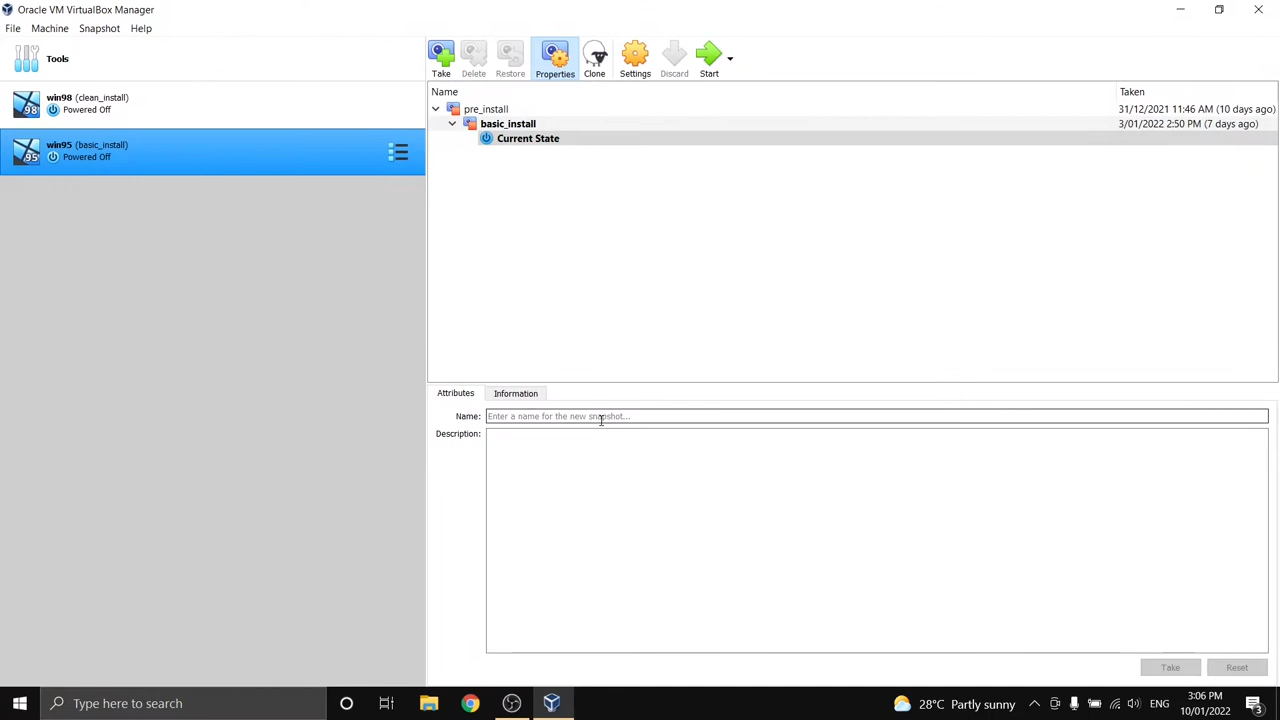 Oracle VM VirtualBox Manager
File Machine Snapshot Help
Tools
Take Delete Restore Properties Clone Settings Discard Start
Name Taken
win98 (clean_install)
Powered Off
pre_install 31/12/2021 11:46 AM (10 days ago)
basic_install 3/01/2022 2:50 PM (7 days ago)
Current State
win95 (basic_install)
Powered Off
Attributes Information
Name: Enter a name for the new snapshot...
Description:
Take Reset
Type here to search
28°C Partly sunny
ENG
3:06 PM
10/01/2022
3